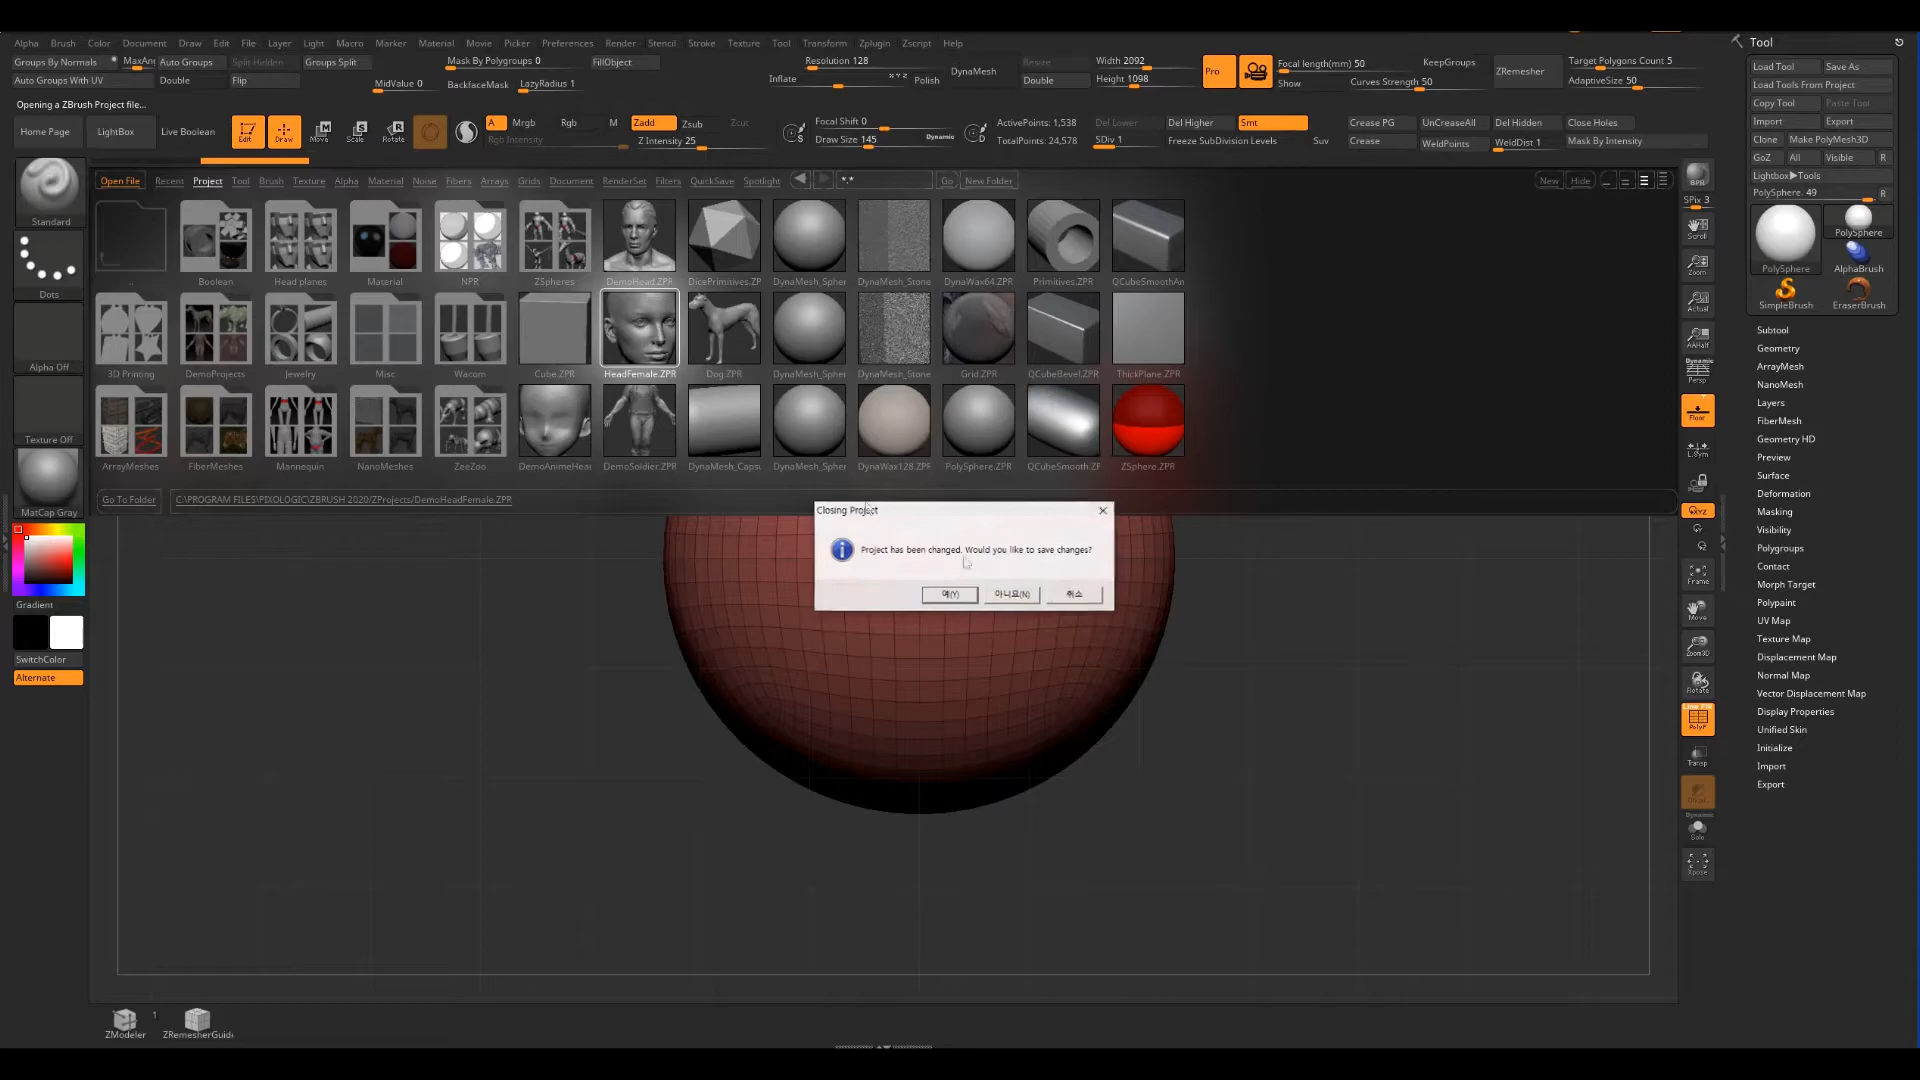 Alpha Brush Color Document Draw Edit File Layer Light Macro Marker Material Movie Picker Preferences Render Stencil Stroke Texture Tool Transform Zplugin Zscript Help
Tool
Groups By Normals MaxAng Auto Groups Split Hidden Groups Split Mask By Polygroups 0 FillObject
Resolution 128 Resize Width 2092 Focal length(mm) 50 KeepGroups Target Polygons Count 5
Load Tool Save As
Auto Groups With UV Double Flip MidValue 0 BackfaceMask LazyRadius 1 Inflate XYZ Polish DynaMesh Double Height 1098 Pro Show Curves Strength 50 ZRemesher AdaptiveSize 50
Load Tools From Project
Opening a ZBrush Project file...
Copy Tool Paste Tool
Import Export
Home Page LightBox Live Boolean Edit Draw Move Scale Rotate A Mrgb Rgb M Zadd Zsub Zcut Focal Shift 0 ActivePoints: 1,538 Del Lower Del Higher Smt Crease PG UnCreaseAll Del Hidden Close Holes
Rgb Intensity Z Intensity 25 S Draw Size 145 Dynamic D TotalPoints: 24,578 SDiv 1 Freeze SubDivision Levels Suv Crease WeldPoints WeldDist 1 Mask By Intensity
Clone Make PolyMesh3D
GoZ All Visible R
Lightbox▶Tools
PolySphere. 49 R
PolySphere
PolySphere AlphaBrush
SimpleBrush EraserBrush
Open File Recent Project Tool Brush Texture Alpha Material Noise Fibers Arrays Grids Document RenderSet Filters QuickSave Spotlight *.* Go New Folder New Hide
.. Boolean Head planes Material NPR ZSpheres DemoHead.ZPR DicePrimitives.ZP DynaMesh_Spher DynaMesh_Stone DynaWax64.ZPR Primitives.ZPR QCubeSmoothAn
3D Printing DemoProjects Jewelry Misc Wacom Cube.ZPR HeadFemale.ZPR Dog.ZPR DynaMesh_Spher DynaMesh_Stone Grid.ZPR QCubeBevel.ZPR ThickPlane.ZPR
ArrayMeshes FiberMeshes Mannequin NanoMeshes ZeeZoo DemoAnimeHead DemoSoldier.ZPR DynaMesh_Caps DynaMesh_Spher DynaWax128.ZPR PolySphere.ZPR QCubeSmooth.ZF ZSphere.ZPR
Go To Folder C:\PROGRAM FILES\PIXOLOGIC\ZBRUSH 2020/ZProjects/DemoHeadFemale.ZPR
Closing Project
Project has been changed. Would you like to save changes?
예(Y) 아니요(N) 취소
Standard
Dots
Alpha Off
Texture Off
MatCap Gray
Gradient
SwitchColor
Alternate
BPR
SPix 3
Scroll
Zoom
Actual
AAHalf
Dynamic
Persp
Floor
L.Sym
XYZ
Frame
Move
Zoom3D
Rotate
Line Fill
PolyF
Transp
Dynamic
Solo
Xpose
Subtool
Geometry
ArrayMesh
NanoMesh
Layers
FiberMesh
Geometry HD
Preview
Surface
Deformation
Masking
Visibility
Polygroups
Contact
Morph Target
Polypaint
UV Map
Texture Map
Displacement Map
Normal Map
Vector Displacement Map
Display Properties
Unified Skin
Initialize
Import
Export
ZModeler 1 ZRemesherGuide